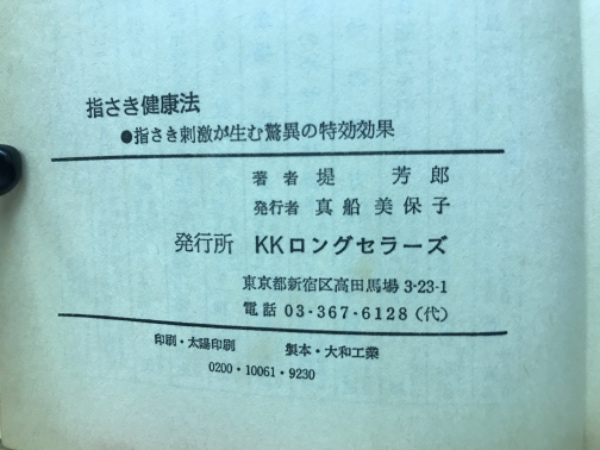 指さき健康法
●指さき刺激が生む驚異の特効効果
著者 堤 芳郎
発行者 真船美保子
発行所 KKロングセラーズ
東京都新宿区高田馬場3-23-1
電話 03・367・6128(代)
印刷・太陽印刷 製本・大和工業
0200・10061・9230